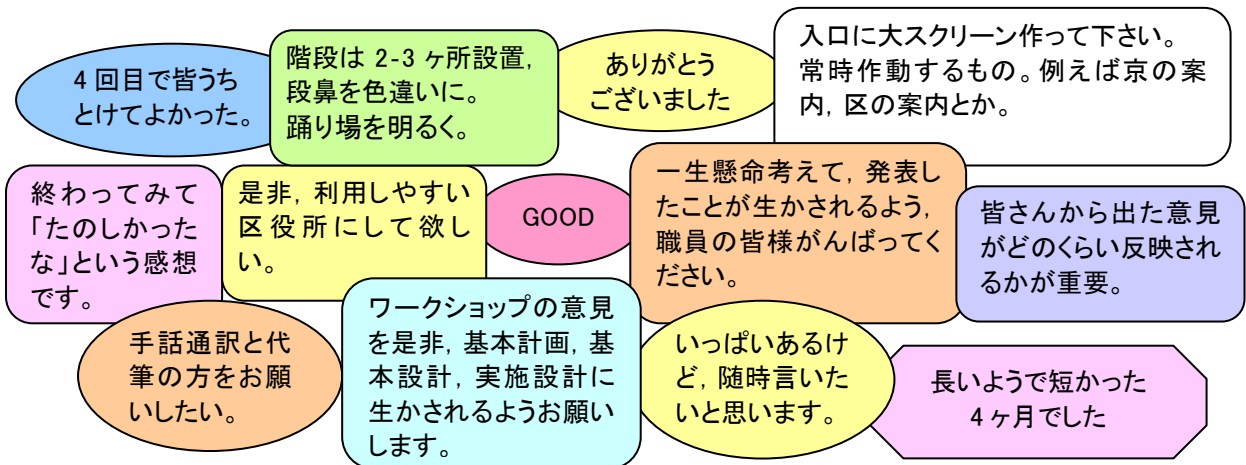 4 回目で皆うち
とけてよかった。
階段は 2-3 ヶ所設置,
段鼻を色違いに。
踊り場を明るく。
ありがとう
ございました
入口に大スクリーン作って下さい。
常時作動するもの。例えば京の案
内, 区の案内とか。
終わってみて
「たのしかった
な」という感想
です。
是非, 利用しやすい
区役所にして欲し
い。
GOOD
一生懸命考えて, 発表し
たことが生かされるよう,
職員の皆様がんばってく
ださい。
皆さんから出た意見
がどのくらい反映され
るかが重要。
手話通訳と代
筆の方をお願
いしたい。
ワークショップの意見
を是非, 基本計画, 基
本設計, 実施設計に
生かされるようお願い
します。
いっぱいあるけ
ど, 随時言いた
いと思います。
長いようで短かった
4 ヶ月でした